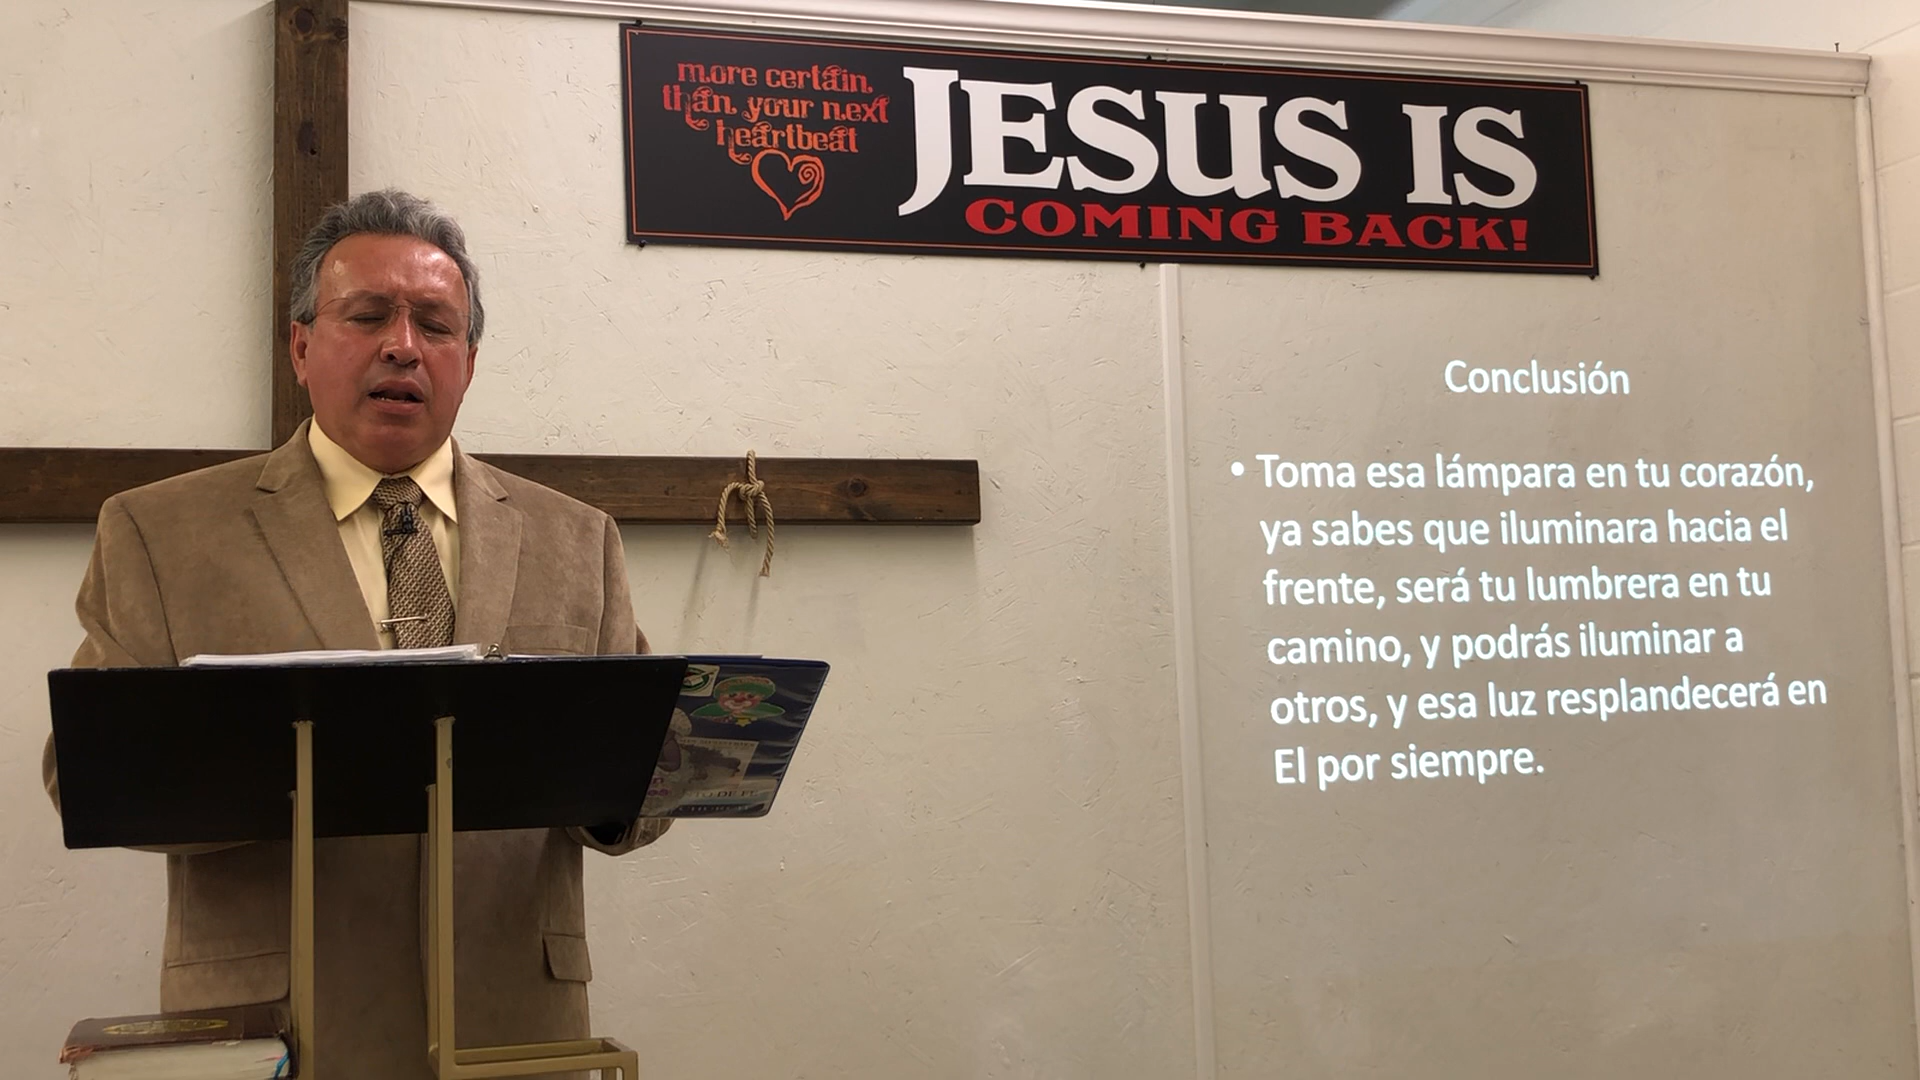 more certain
than your next
heartbeat
JESUS IS
COMING BACK!
Conclusión
• Toma esa lámpara en tu corazón,
ya sabes que iluminara hacia el
frente, será tu lumbrera en tu
camino, y podrás iluminar a
otros, y esa luz resplandecerá en
El por siempre.